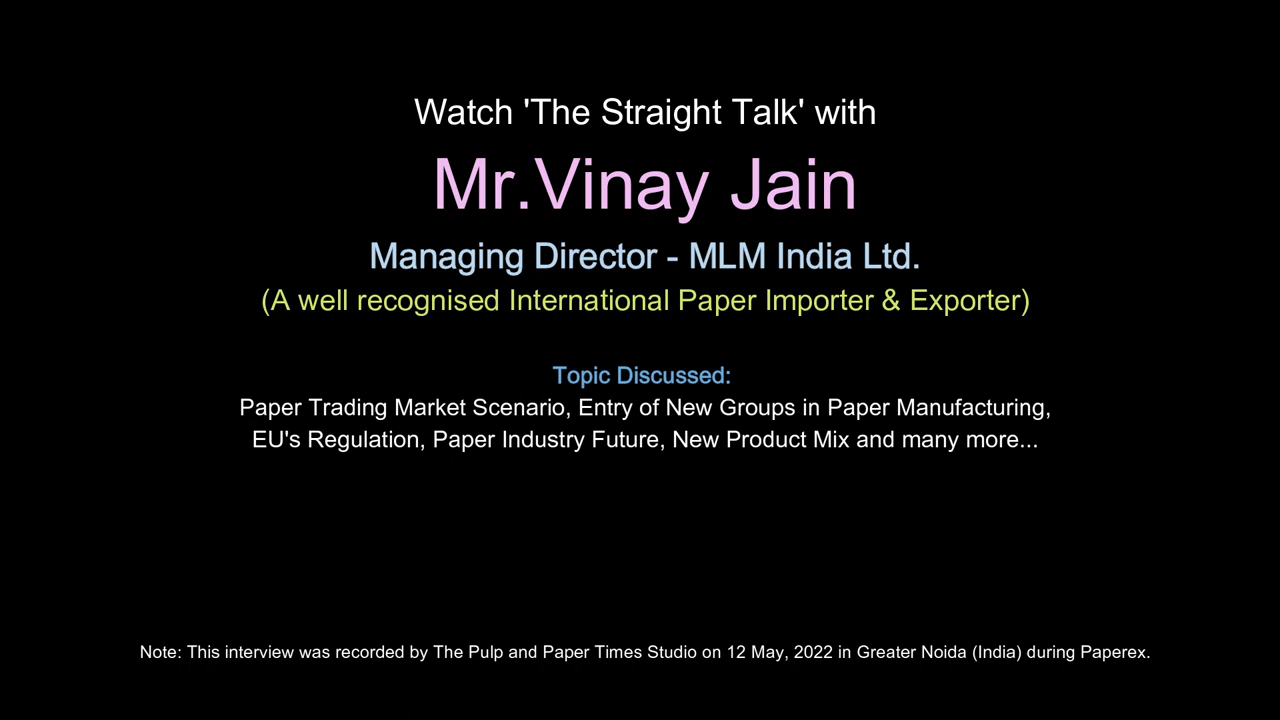 Watch 'The Straight Talk' with
Mr.Vinay Jain
Managing Director - MLM India Ltd.
(A well recognised International Paper Importer & Exporter)
Topic Discussed:
Paper Trading Market Scenario, Entry of New Groups in Paper Manufacturing,
EU's Regulation, Paper Industry Future, New Product Mix and many more...
Note: This interview was recorded by The Pulp and Paper Times Studio on 12 May, 2022 in Greater Noida (India) during Paperex.